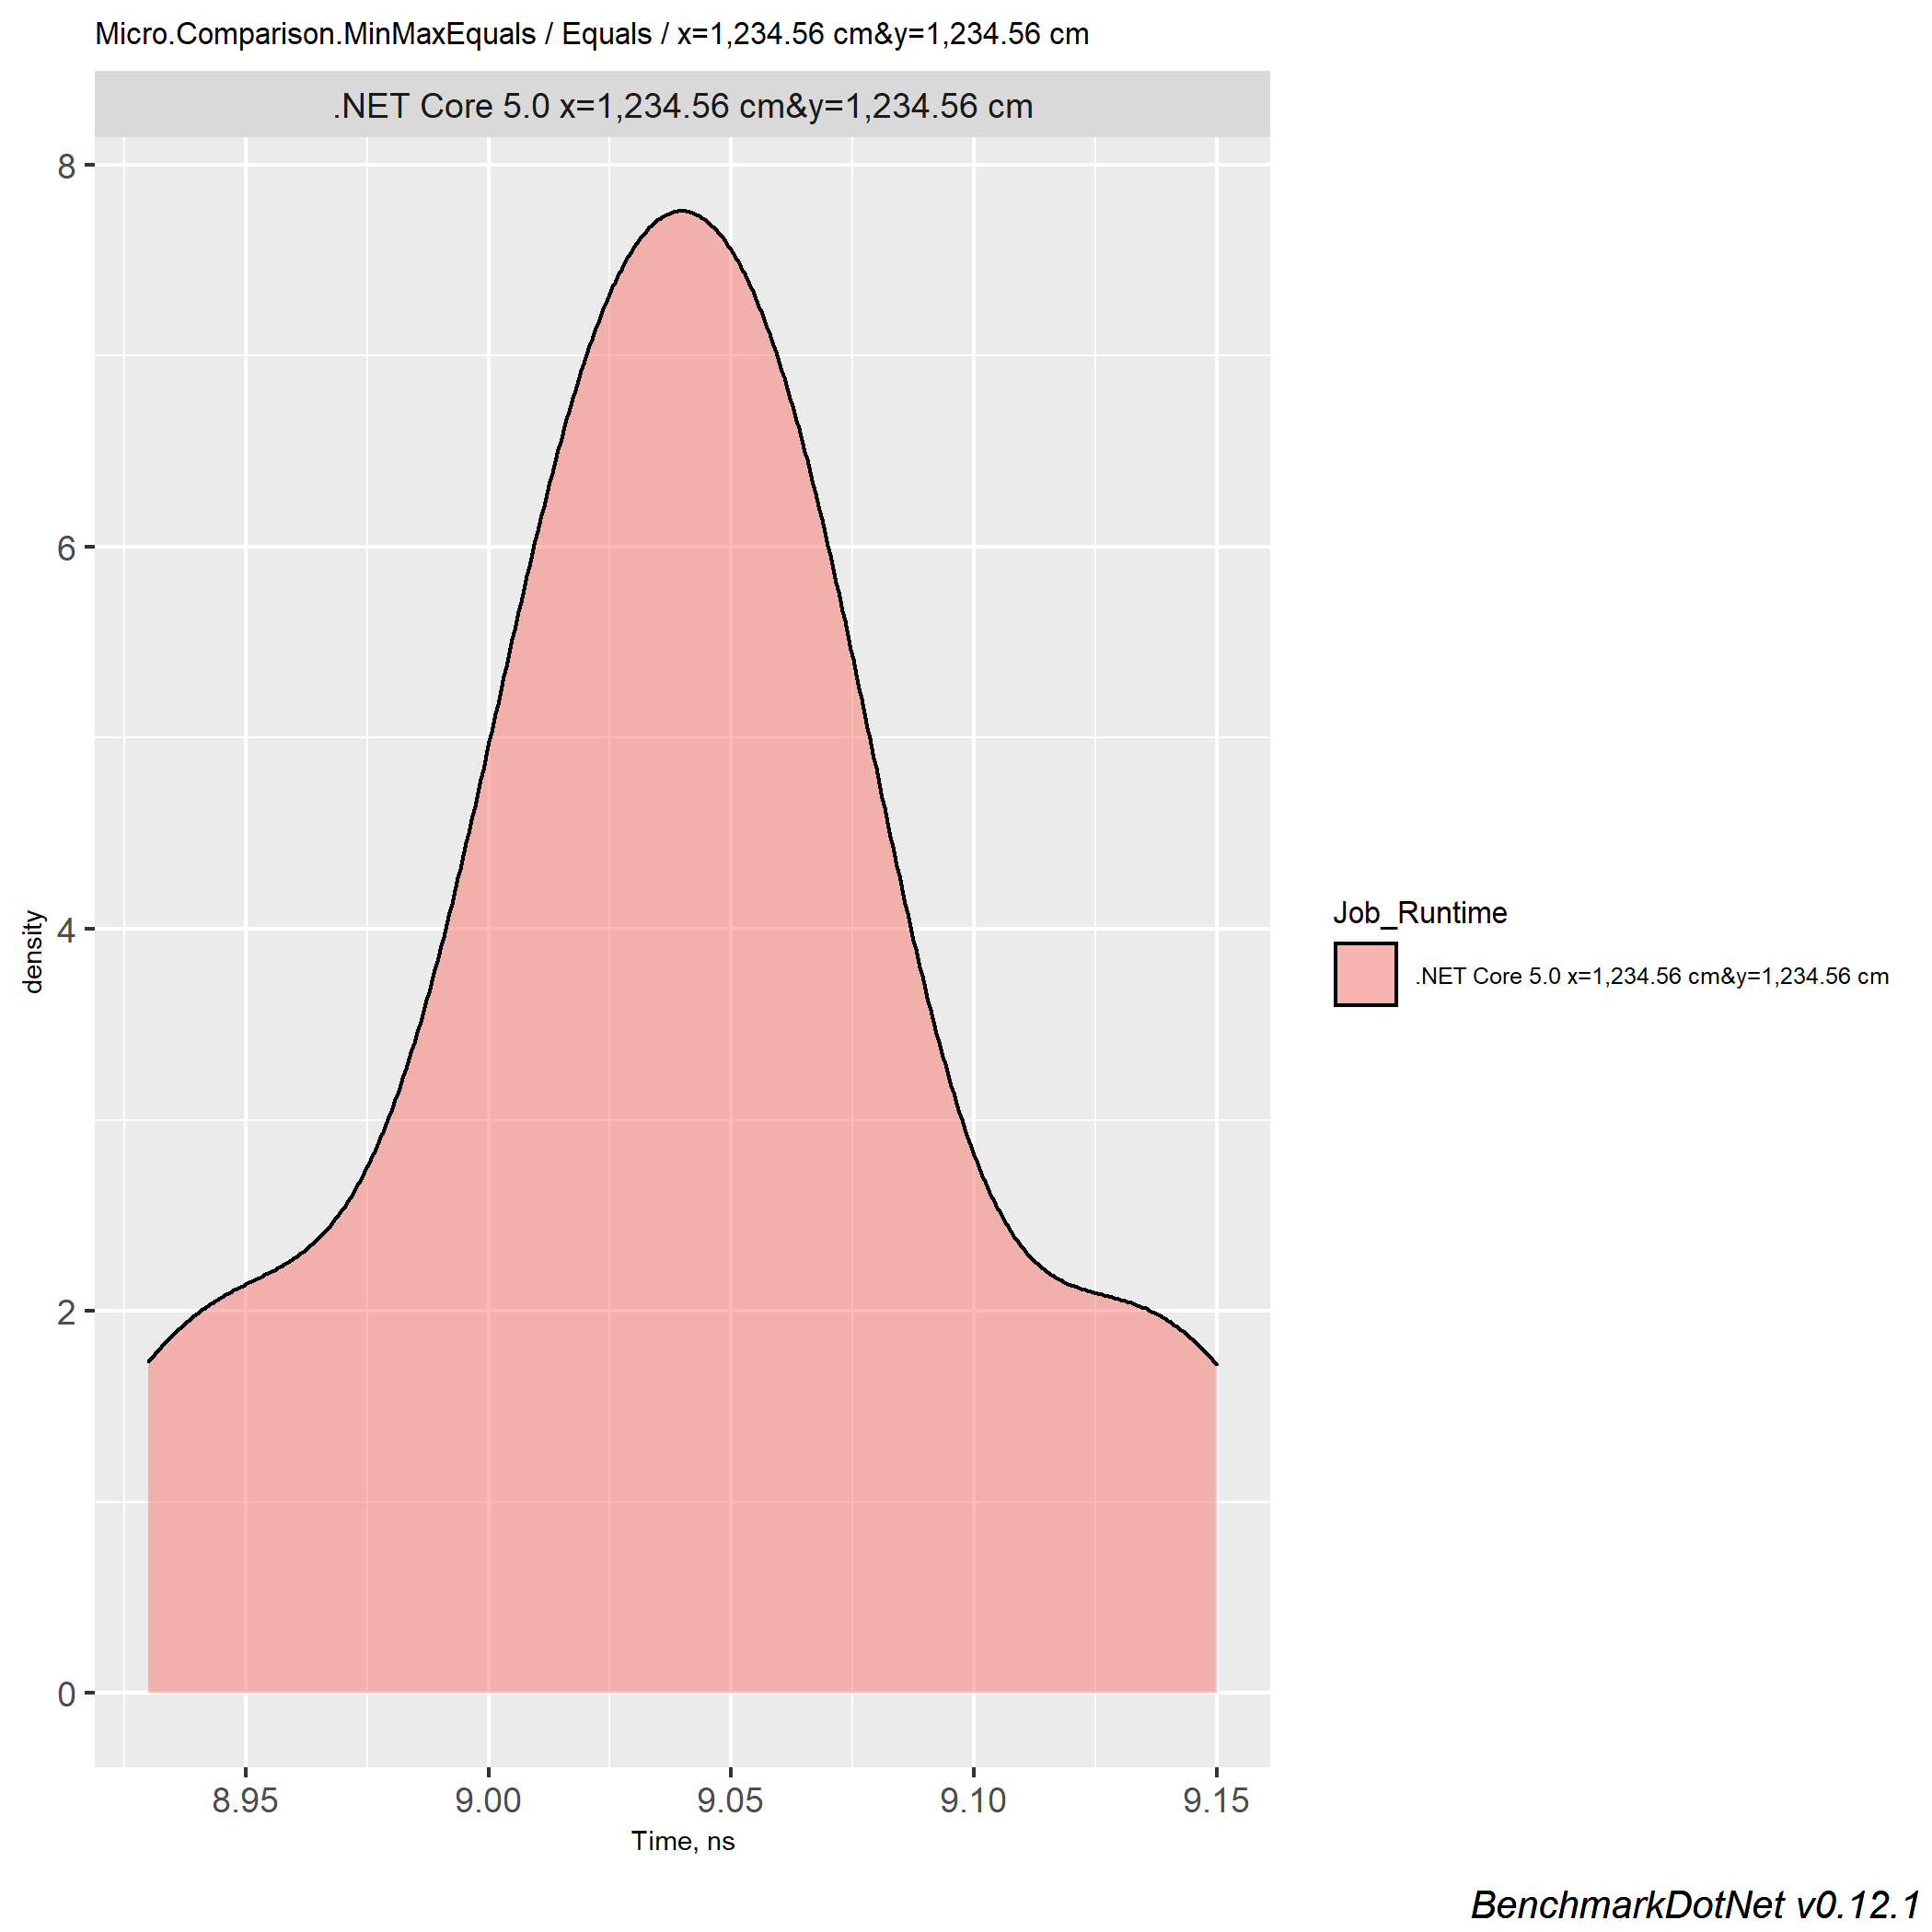 Micro.Comparison.MinMaxEquals / Equals / x=1,234.56 cm&y=1,234.56 cm
.NET Core 5.0 x=1,234.56 cm&y=1,234.56 cm
8
6
4
2
0
density
8.95 9.00 9.05 9.10 9.15
Time, ns
Job_Runtime
.NET Core 5.0 x=1,234.56 cm&y=1,234.56 cm
BenchmarkDotNet v0.12.1